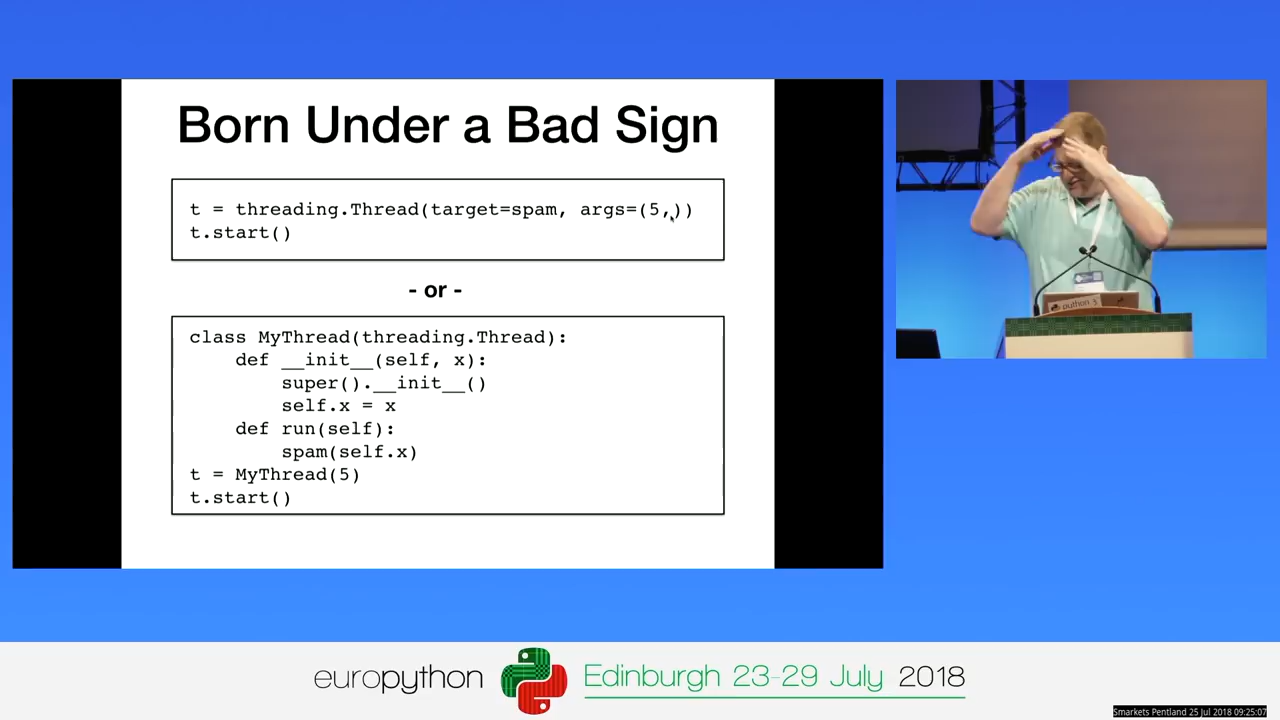 Born Under a Bad Sign
t = threading.Thread(target=spam, args=(5,))
t.start()
- or -
class MyThread(threading.Thread):
    def __init__(self, x):
        super().__init__()
        self.x = x
    def run(self):
        spam(self.x)
t = MyThread(5)
t.start()
python 3
europython
Edinburgh 23-29 July 2018
Smarkets Pentland 25 Jul 2018 09:25:07